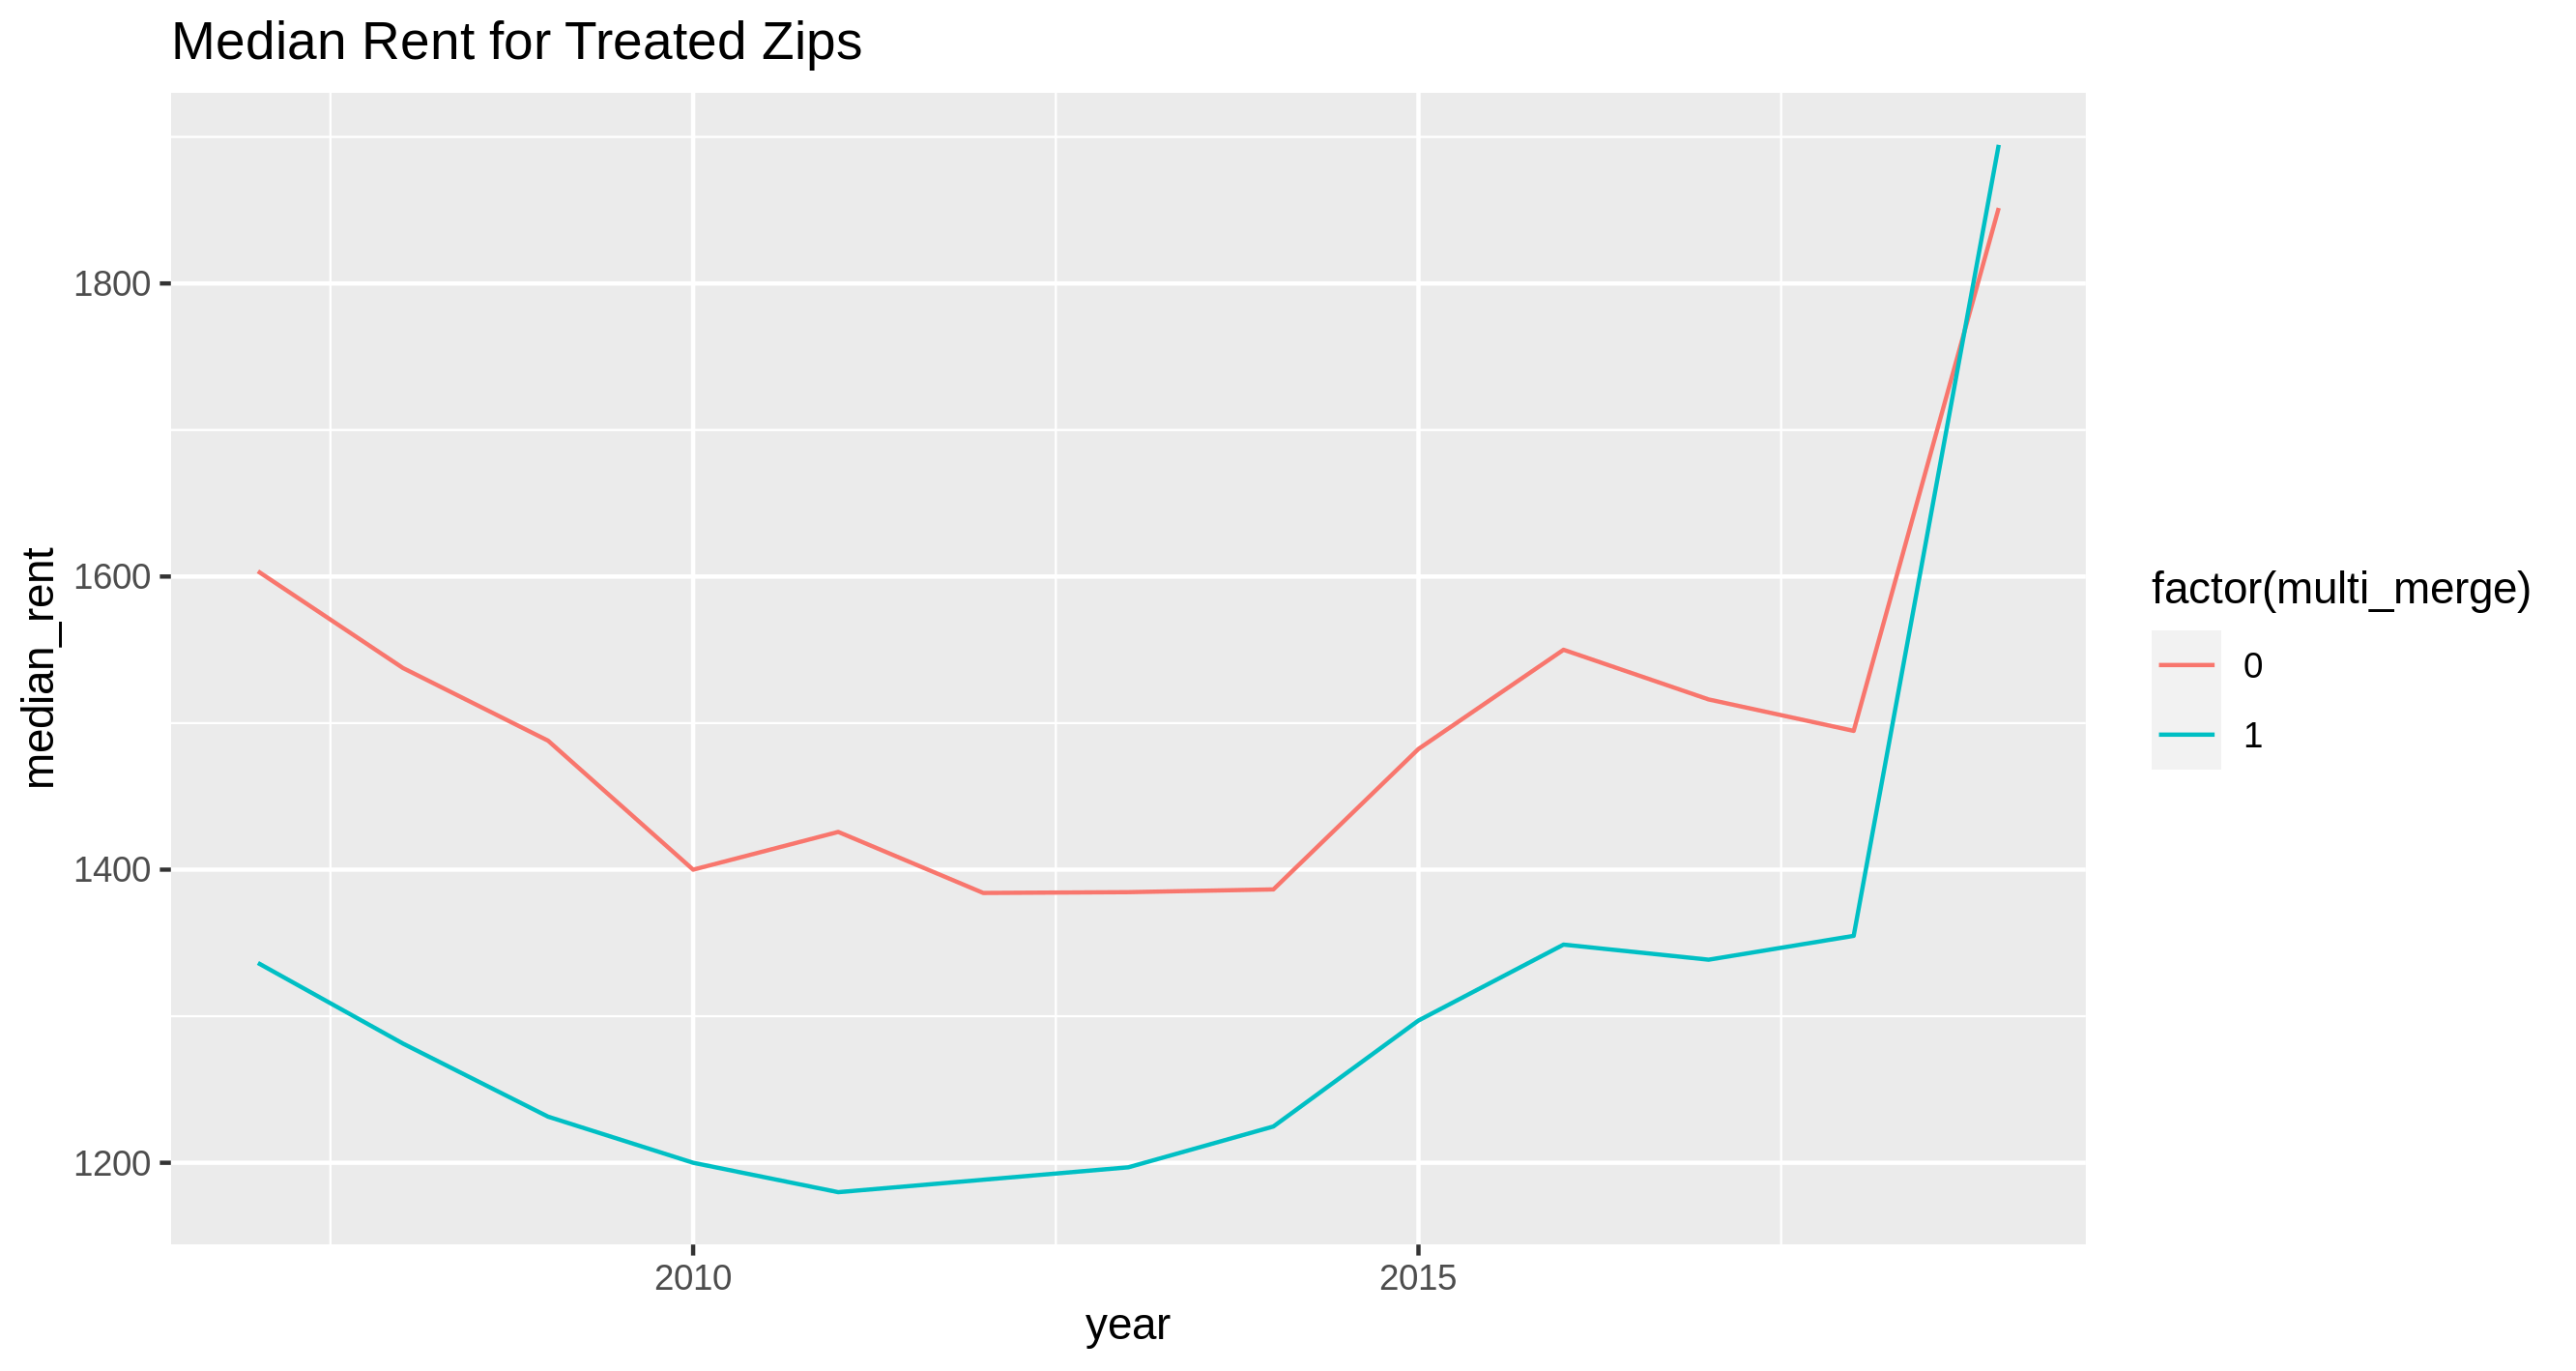 Median Rent for Treated Zips
median_rent
1800
1600
1400
1200
2010
2015
year
factor(multi_merge)
0
1